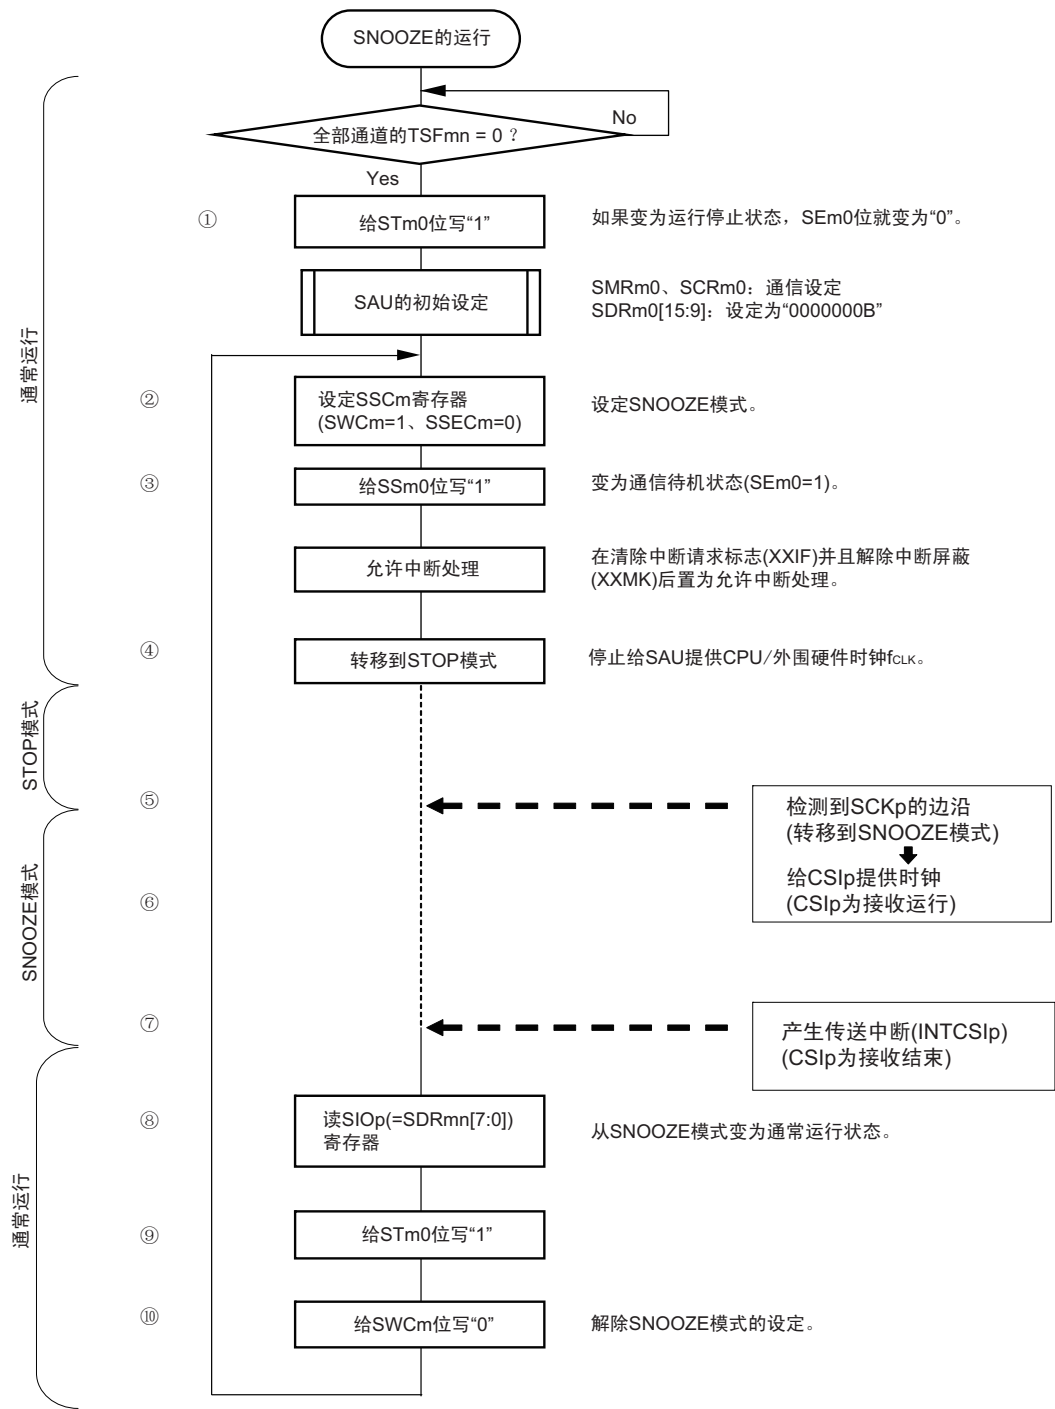 SNOOZE的运行
全部通道的TSFmn = 0？
No
Yes
①
给STm0位写“1”
如果变为运行停止状态，SEm0位就变为“0”。
SAU的初始设定
SMRm0、SCRm0：通信设定
SDRm0[15:9]：设定为“0000000B”
通常运行
②
设定SSCm寄存器
(SWCm=1、SSECm=0)
设定SNOOZE模式。
③
给SSm0位写“1”
变为通信待机状态(SEm0=1)。
允许中断处理
在清除中断请求标志(XXIF)并且解除中断屏蔽
(XXMK)后置为允许中断处理。
④
转移到STOP模式
停止给SAU提供CPU/外围硬件时钟fCLK。
STOP模式
⑤
检测到SCKp的边沿
(转移到SNOOZE模式)
给CSIp提供时钟
(CSIp为接收运行)
SNOOZE模式
⑥
⑦
产生传送中断(INTCSIp)
(CSIp为接收结束)
⑧
读SIOp(=SDRmn[7:0])
寄存器
从SNOOZE模式变为通常运行状态。
通常运行
⑨
给STm0位写“1”
⑩
给SWCm位写“0”
解除SNOOZE模式的设定。